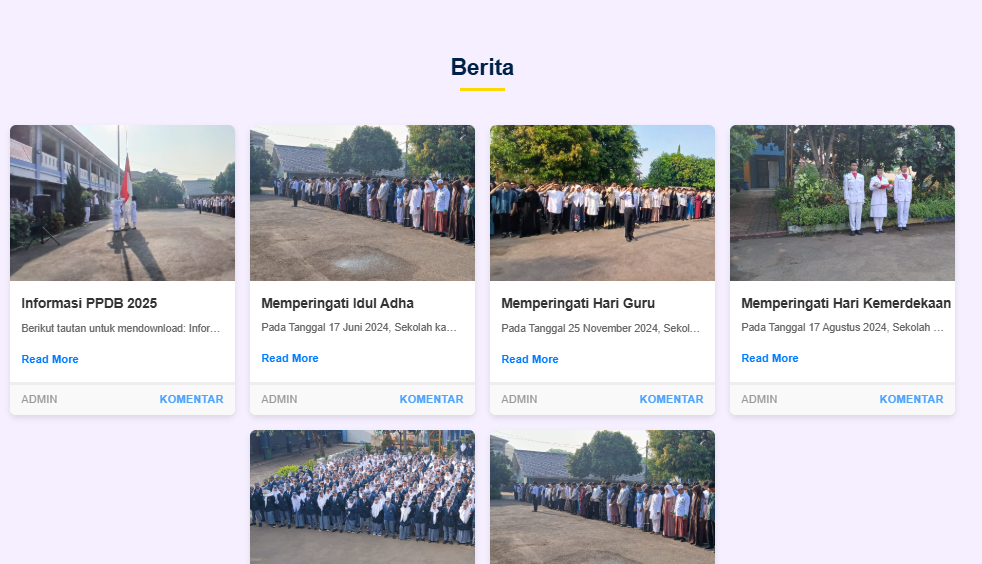 Berita
Informasi PPDB 2025
Berikut tautan untuk mendownload: Infor...
Read More
ADMIN
KOMENTAR
Memperingati Idul Adha
Pada Tanggal 17 Juni 2024, Sekolah ka...
Read More
ADMIN
KOMENTAR
Memperingati Hari Guru
Pada Tanggal 25 November 2024, Sekol...
Read More
ADMIN
KOMENTAR
Memperingati Hari Kemerdekaan
Pada Tanggal 17 Agustus 2024, Sekolah ...
Read More
ADMIN
KOMENTAR